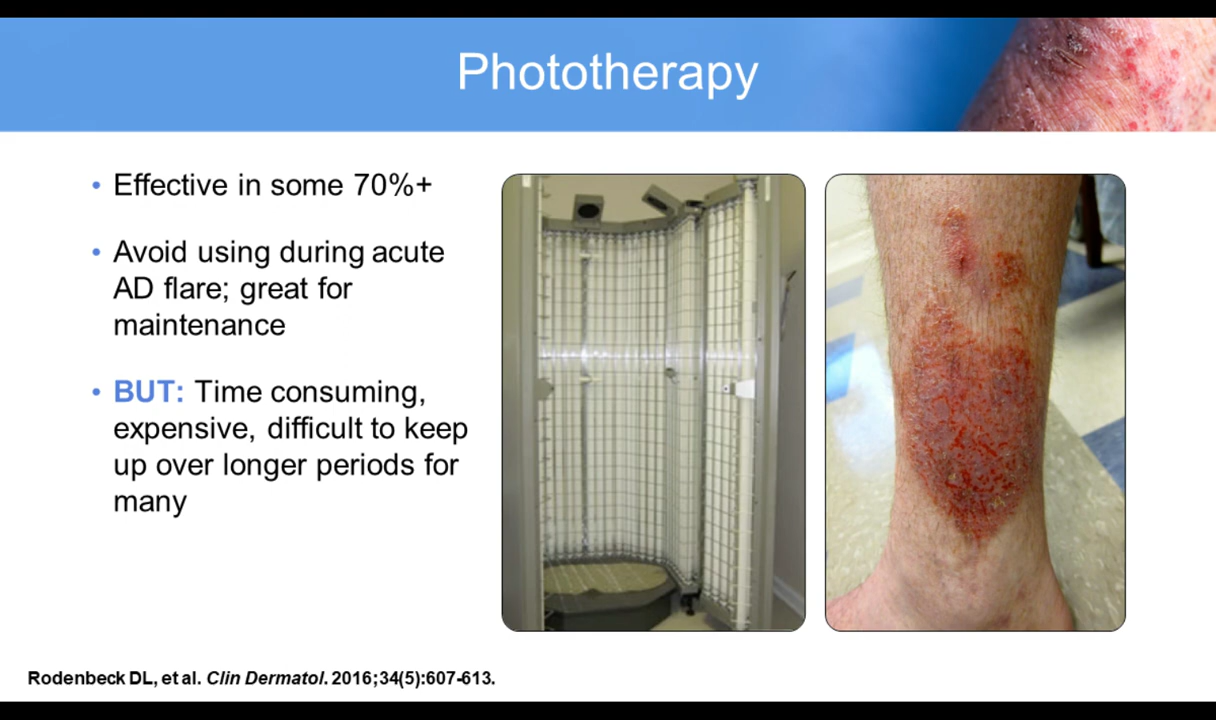 Phototherapy
• Effective in some 70%+
• Avoid using during acute
AD flare; great for
maintenance
• BUT: Time consuming,
expensive, difficult to keep
up over longer periods for
many
Rodenbeck DL, et al. Clin Dermatol. 2016;34(5):607-613.